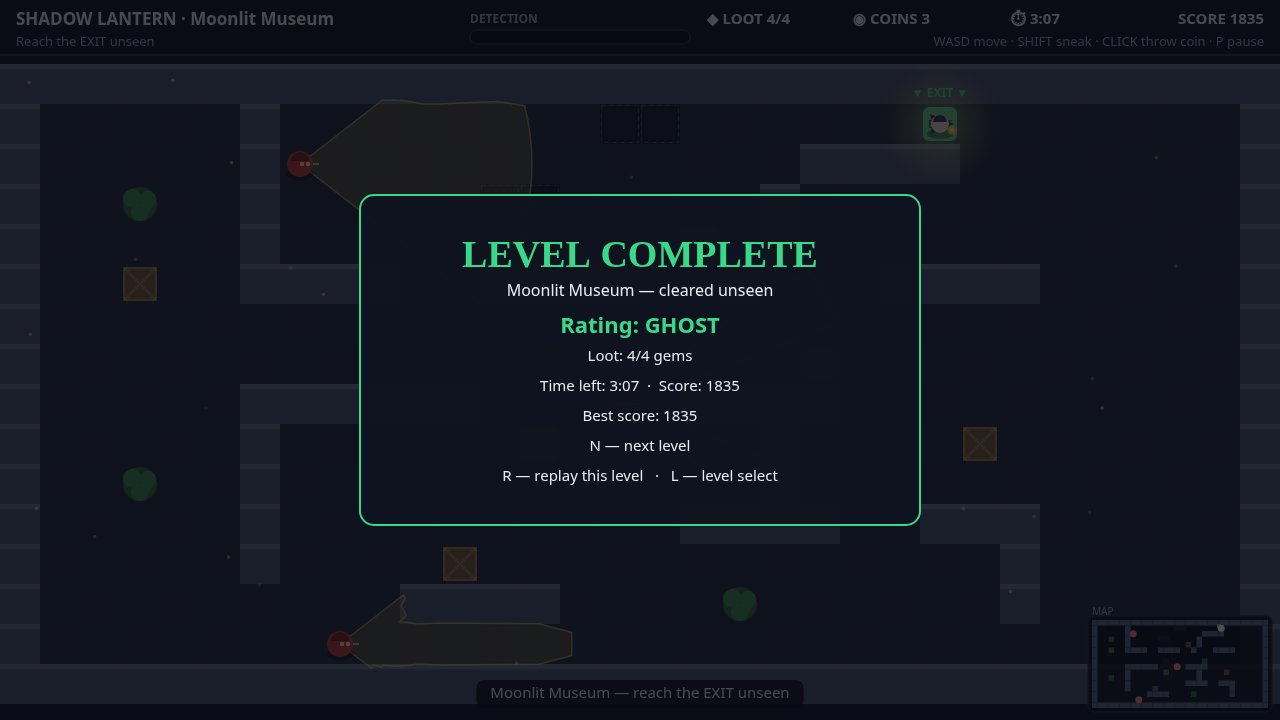 SHADOW LANTERN · Moonlit Museum
Reach the EXIT unseen
DETECTION
◆ LOOT 4/4
◉ COINS 3
⏱ 3:07
SCORE 1835
WASD move · SHIFT sneak · CLICK throw coin · P pause
▼ EXIT ▼
LEVEL COMPLETE
Moonlit Museum — cleared unseen
Rating: GHOST
Loot: 4/4 gems
Time left: 3:07 · Score: 1835
Best score: 1835
N — next level
R — replay this level · L — level select
MAP
Moonlit Museum — reach the EXIT unseen